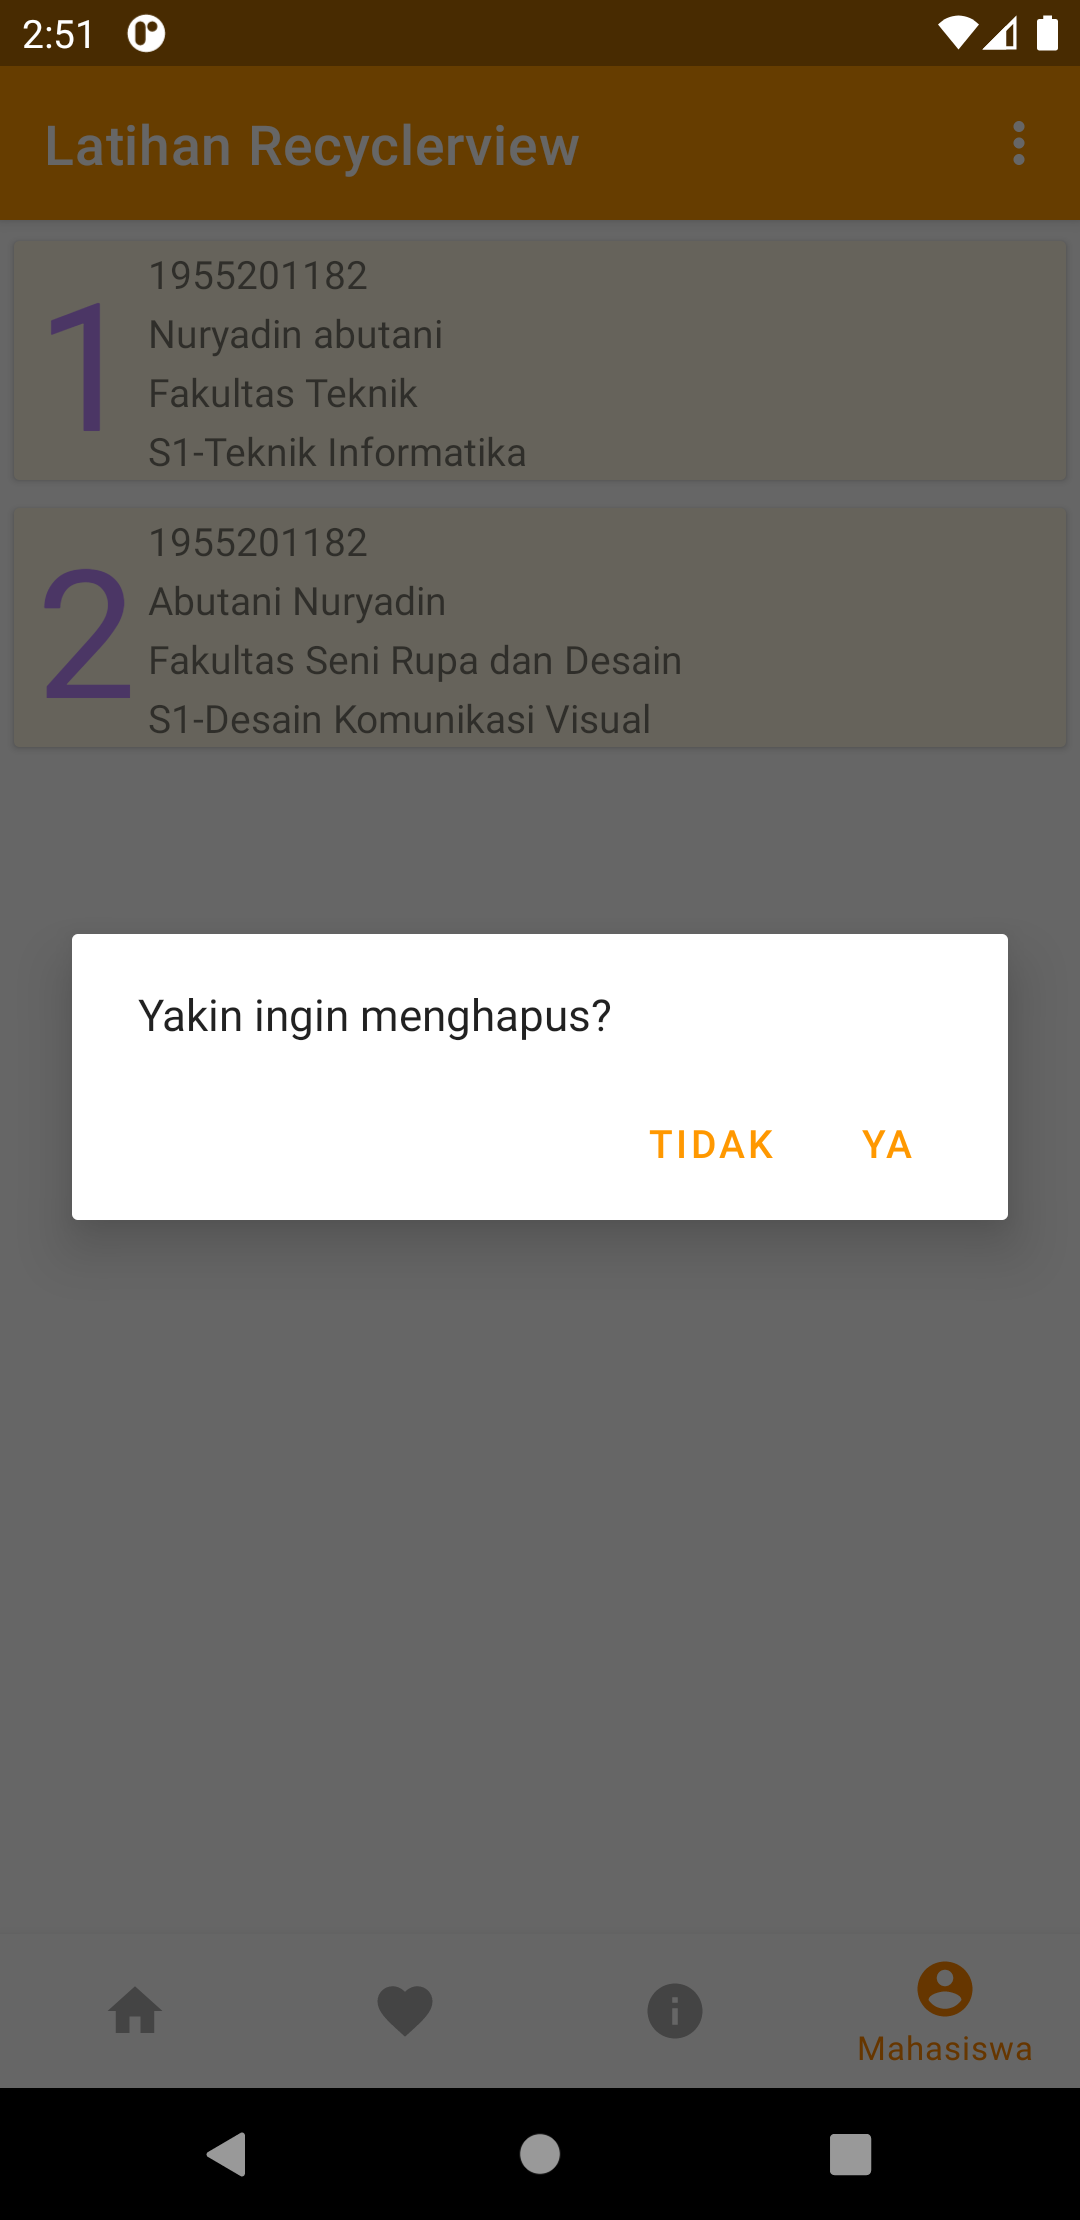 2:51
Latihan Recyclerview
1
1955201182
Nuryadin abutani
Fakultas Teknik
S1-Teknik Informatika
2
1955201182
Abutani Nuryadin
Fakultas Seni Rupa dan Desain
S1-Desain Komunikasi Visual
Yakin ingin menghapus?
TIDAK YA
Mahasiswa